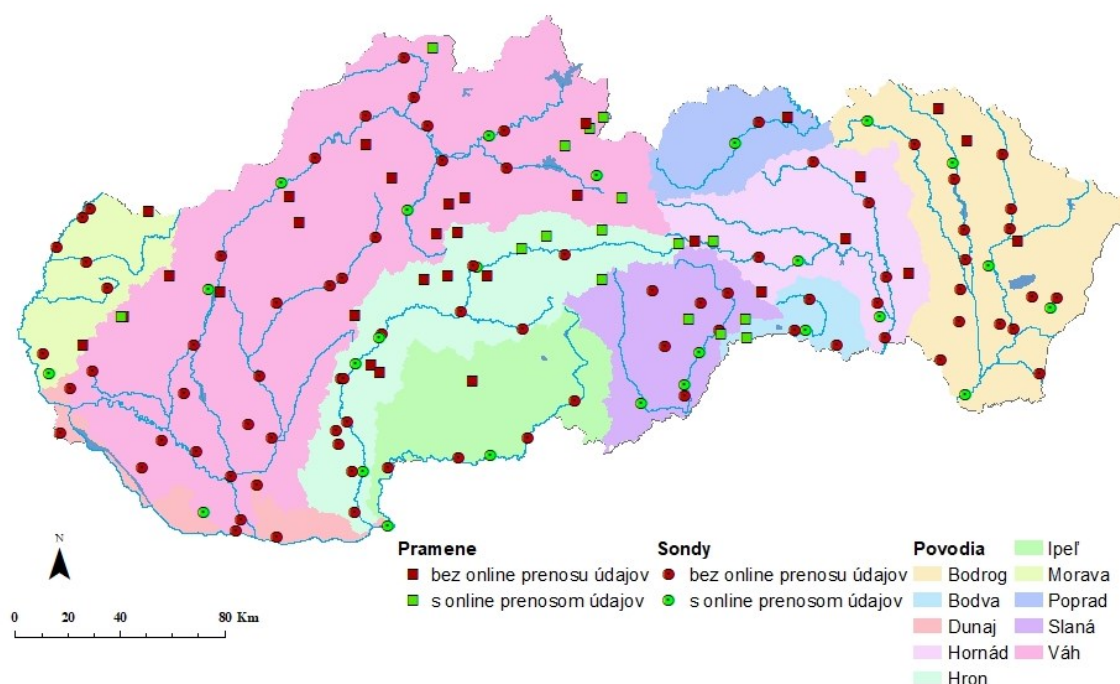 N
0 20 40 80 Km
Pramene
bez online prenosu údajov
s online prenosom údajov
Sondy
bez online prenosu údajov
s online prenosom údajov
Povodia
Bodrog
Bodva
Dunaj
Hornád
Hron
Ipeľ
Morava
Poprad
Slaná
Váh